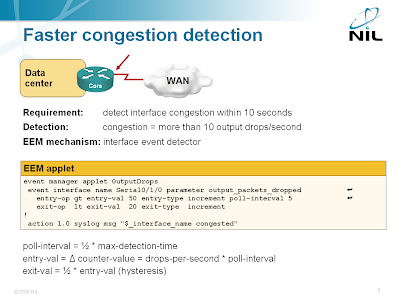 Faster congestion detection
NIL
Data
center
Core
WAN
Requirement: detect interface congestion within 10 seconds
Detection: congestion = more than 10 output drops/second
EEM mechanism: interface event detector
EEM applet
event manager applet OutputDrops
event interface name Serial0/1/0 parameter output_packets_dropped ↩
entry-op gt entry-val 50 entry-type increment poll-interval 5 ↩
exit-op lt exit-val 20 exit-type increment
!
action 1.0 syslog msg "$_interface_name congested"
poll-interval = ½ * max-detection-time
entry-val = Δ counter-value = drops-per-second * poll-interval
exit-val = ½ * entry-val (hysteresis)